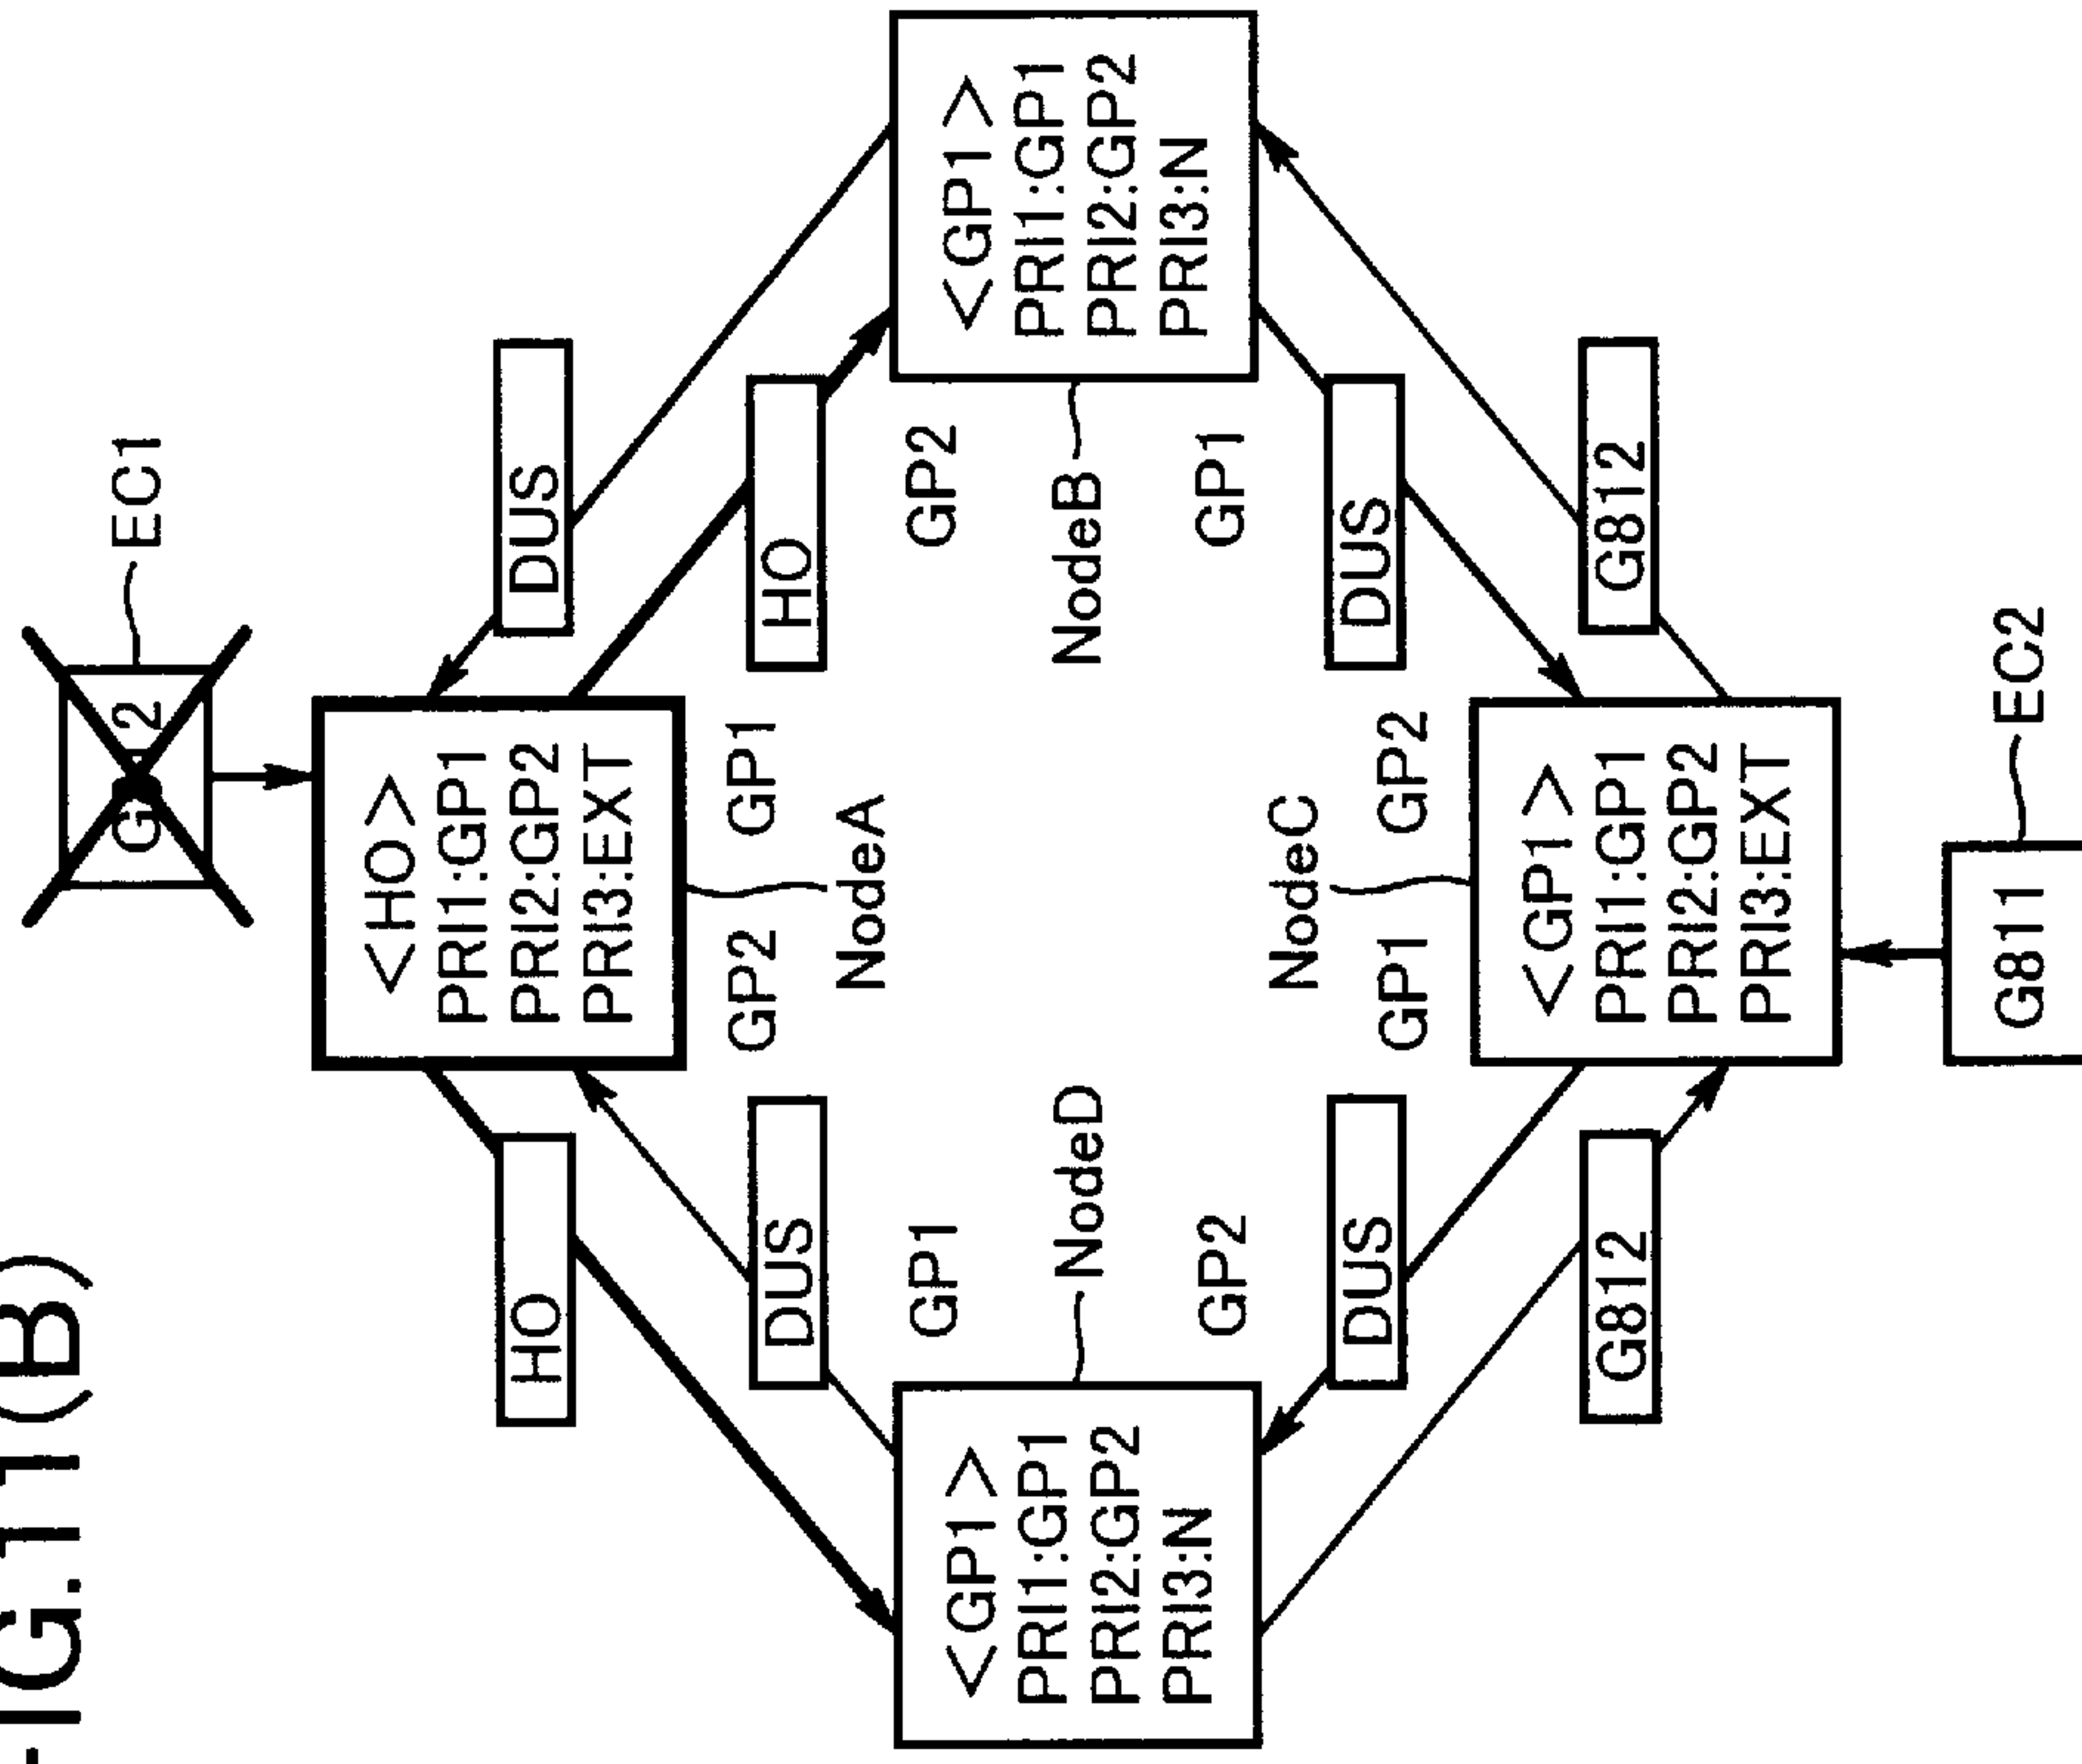 IG.11(B)
EC1
HO
DUS
<HO>
PRI1:GP1
PRI2:GP2
PRI3:EXT
DUS
GP2
GP1
HO
NodeA
GP1
GP2
<GP1>
PRI1:GP1
PRI2:GP2
PRI3:N
NodeD
NodeB
<GP1>
PRI1:GP1
PRI2:GP2
PRI3:N
GP2
GP1
NodeC
DUS
GP1
GP2
DUS
<GP1>
PRI1:GP1
PRI2:GP2
PRI3:EXT
G812
G812
G811
EC2